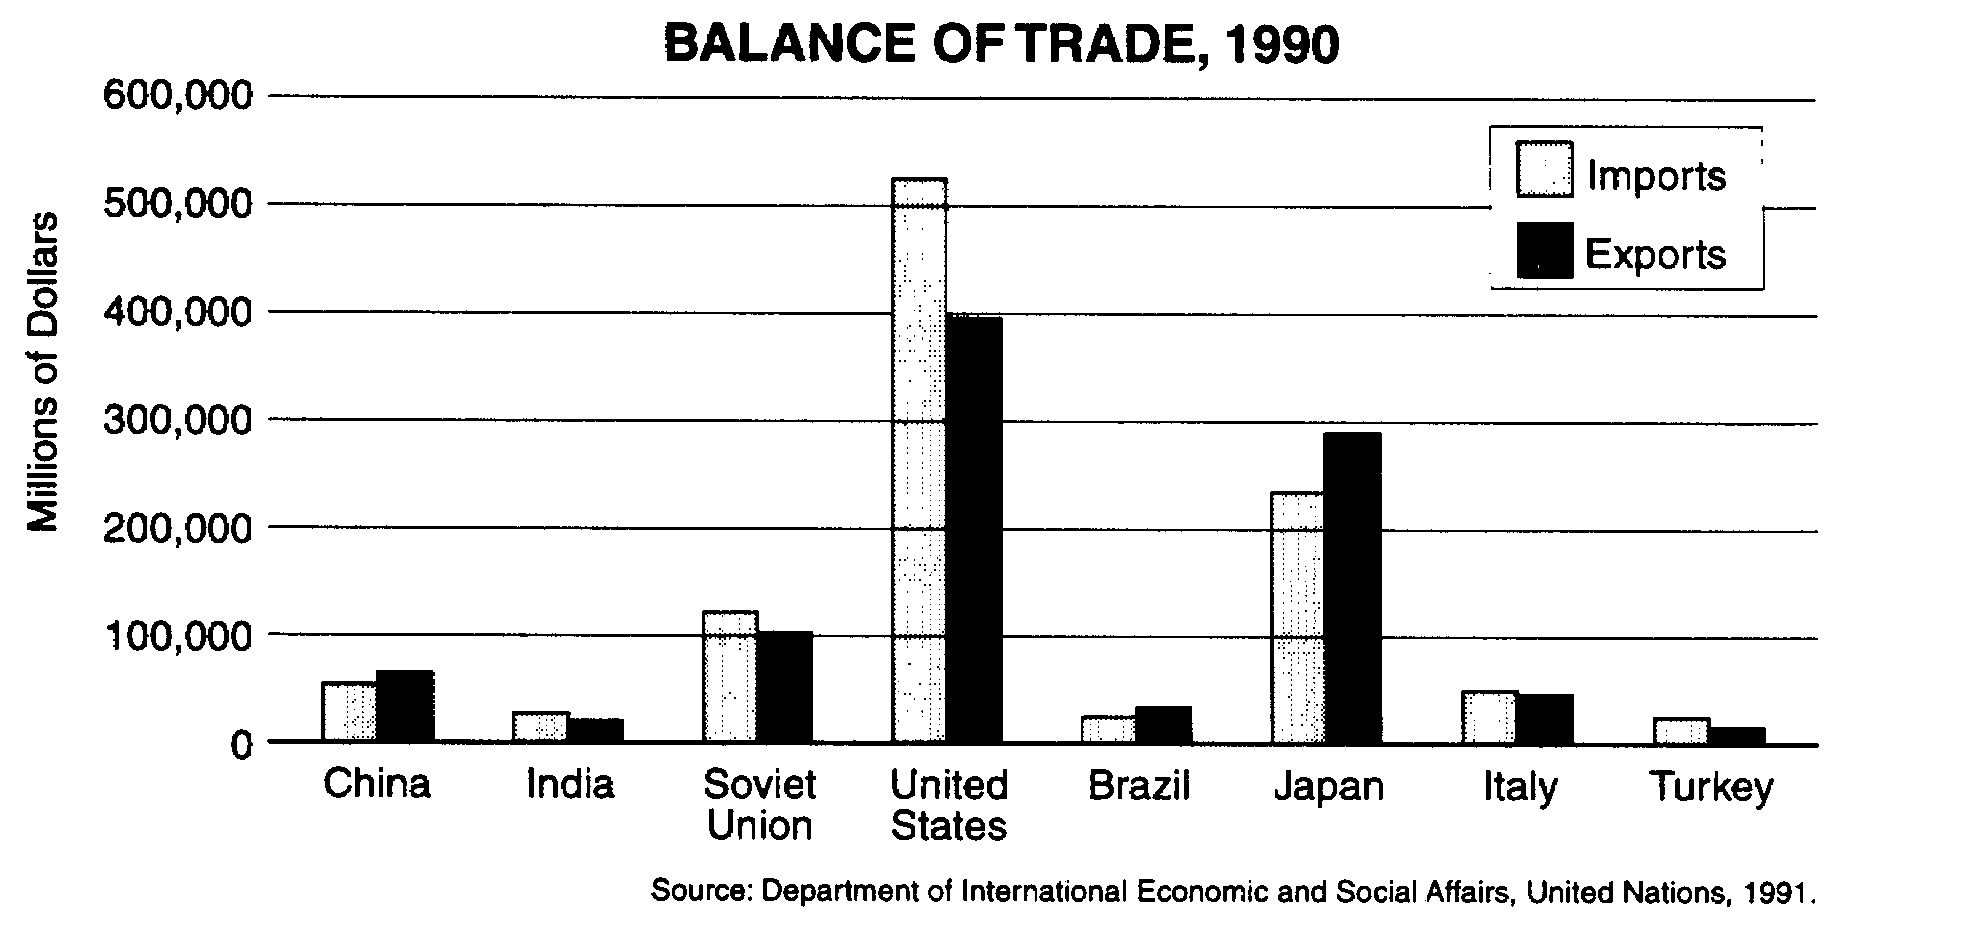 BALANCE OF TRADE, 1990
600,000
500,000
400,000
300,000
200,000
100,000
0
Millions of Dollars
Imports
Exports
China
India
Soviet
Union
United
States
Brazil
Japan
Italy
Turkey
Source: Department of International Economic and Social Affairs, United Nations, 1991.